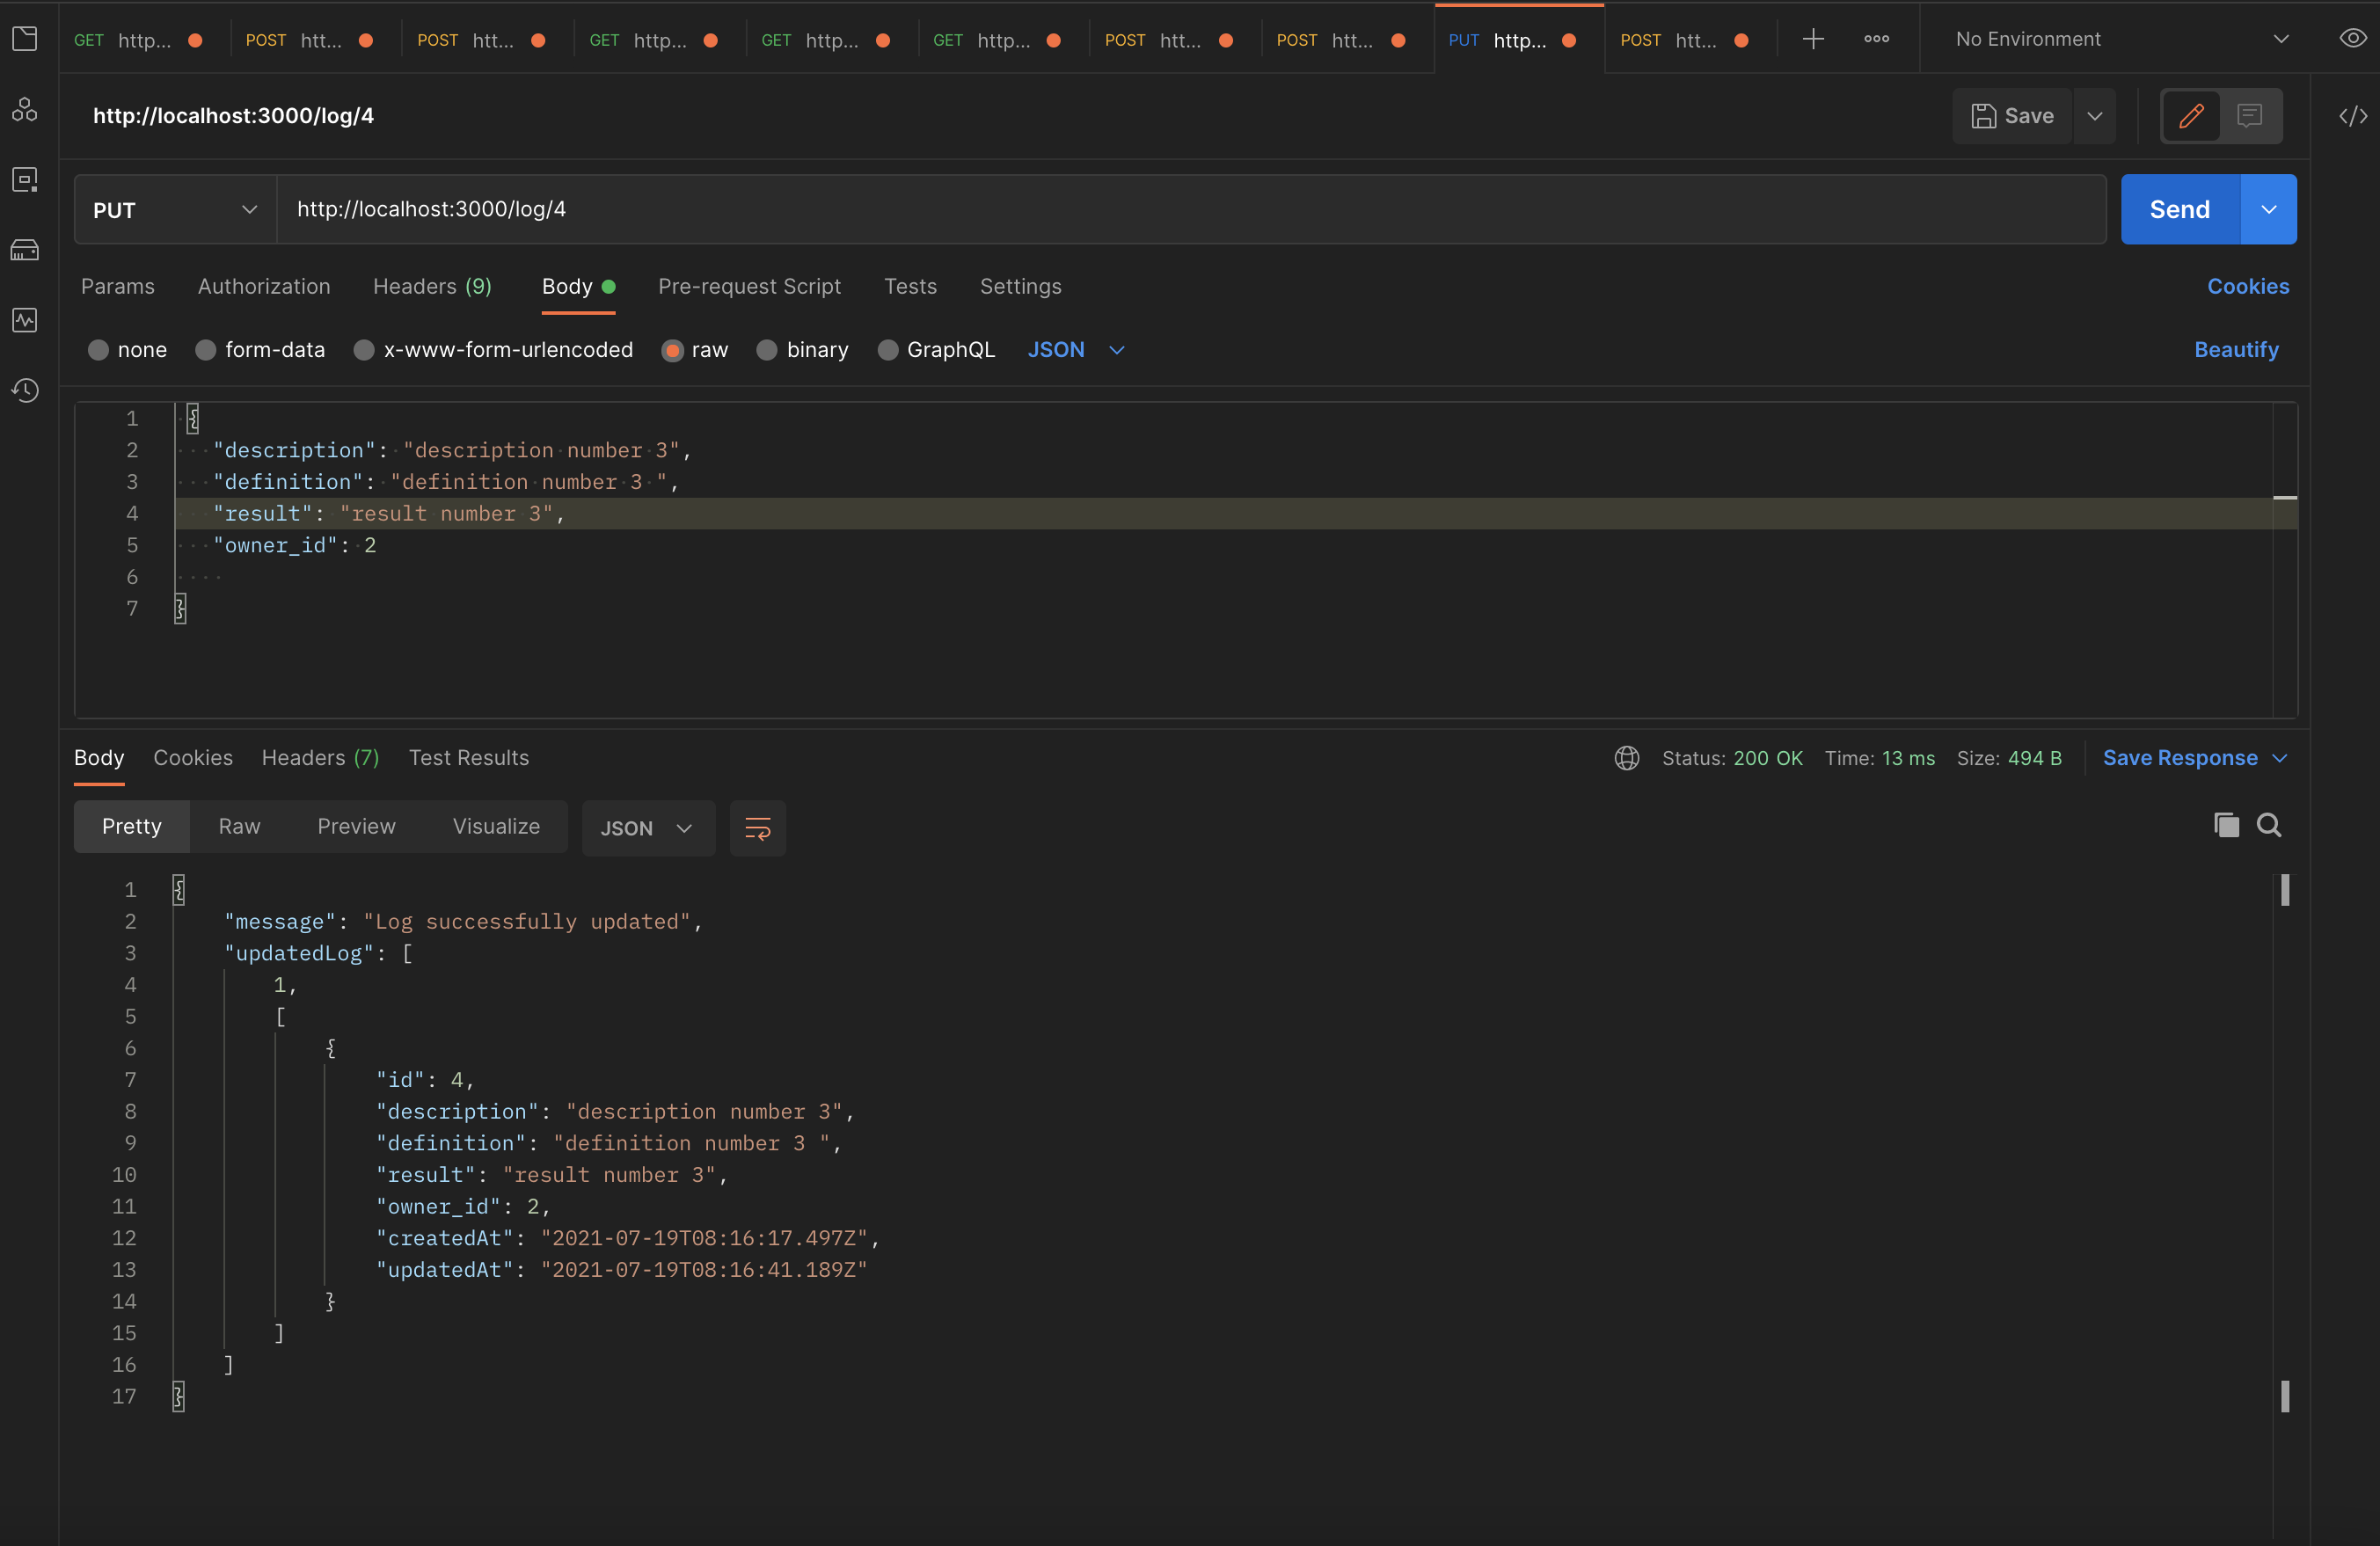 GET http... POST htt... POST htt... GET http... GET http... GET http... POST htt... POST htt... PUT http... POST htt... No Environment
http://localhost:3000/log/4 Save
PUT http://localhost:3000/log/4 Send
Params Authorization Headers (9) Body Pre-request Script Tests Settings Cookies
none form-data x-www-form-urlencoded raw binary GraphQL JSON Beautify
1 {
2 "description": "description number 3",
3 "definition": "definition number 3 ",
4 "result": "result number 3",
5 "owner_id": 2
6
7 }
Body Cookies Headers (7) Test Results Status: 200 OK Time: 13 ms Size: 494 B Save Response
Pretty Raw Preview Visualize JSON
1 {
2 "message": "Log successfully updated",
3 "updatedLog": [
4 1,
5 [
6 {
7 "id": 4,
8 "description": "description number 3",
9 "definition": "definition number 3 ",
10 "result": "result number 3",
11 "owner_id": 2,
12 "createdAt": "2021-07-19T08:16:17.497Z",
13 "updatedAt": "2021-07-19T08:16:41.189Z"
14 }
15 ]
16 ]
17 }